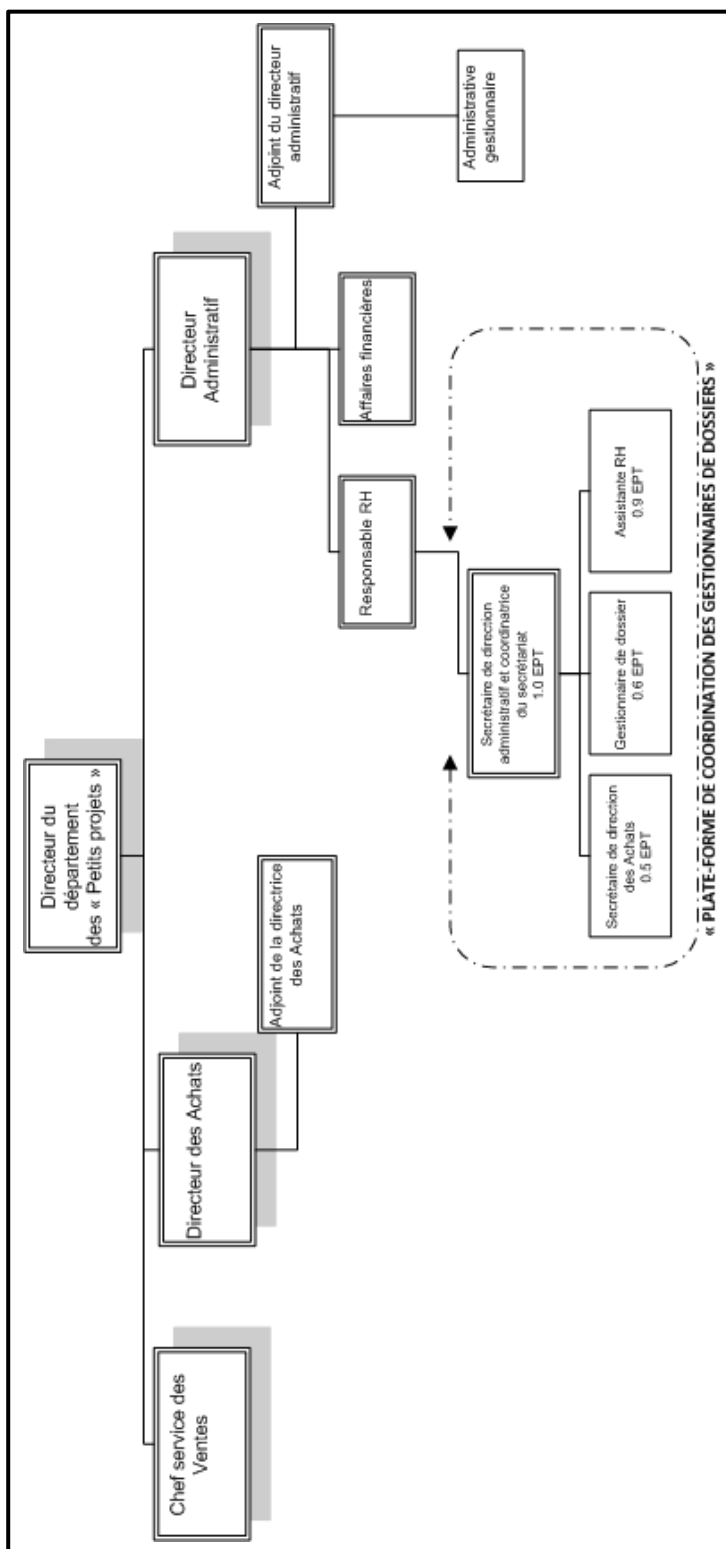 Directeur du
département
des « Petits projets »
Chef service des
Ventes
Directeur des Achats
Directeur
Administratif
Adjoint de la directrice
des Achats
Adjoint du directeur
administratif
Responsable RH
Affaires financières
Administrative
gestionnaire
Secrétaire de direction
administratif et coordinatrice
du secrétariat
1.0 EPT
Secrétaire de direction
des Achats
0.5 EPT
Gestionnaire de dossier
0.6 EPT
Assistante RH
0.9 EPT
« PLATE-FORME DE COORDINATION DES GESTIONNAIRES DE DOSSIERS »